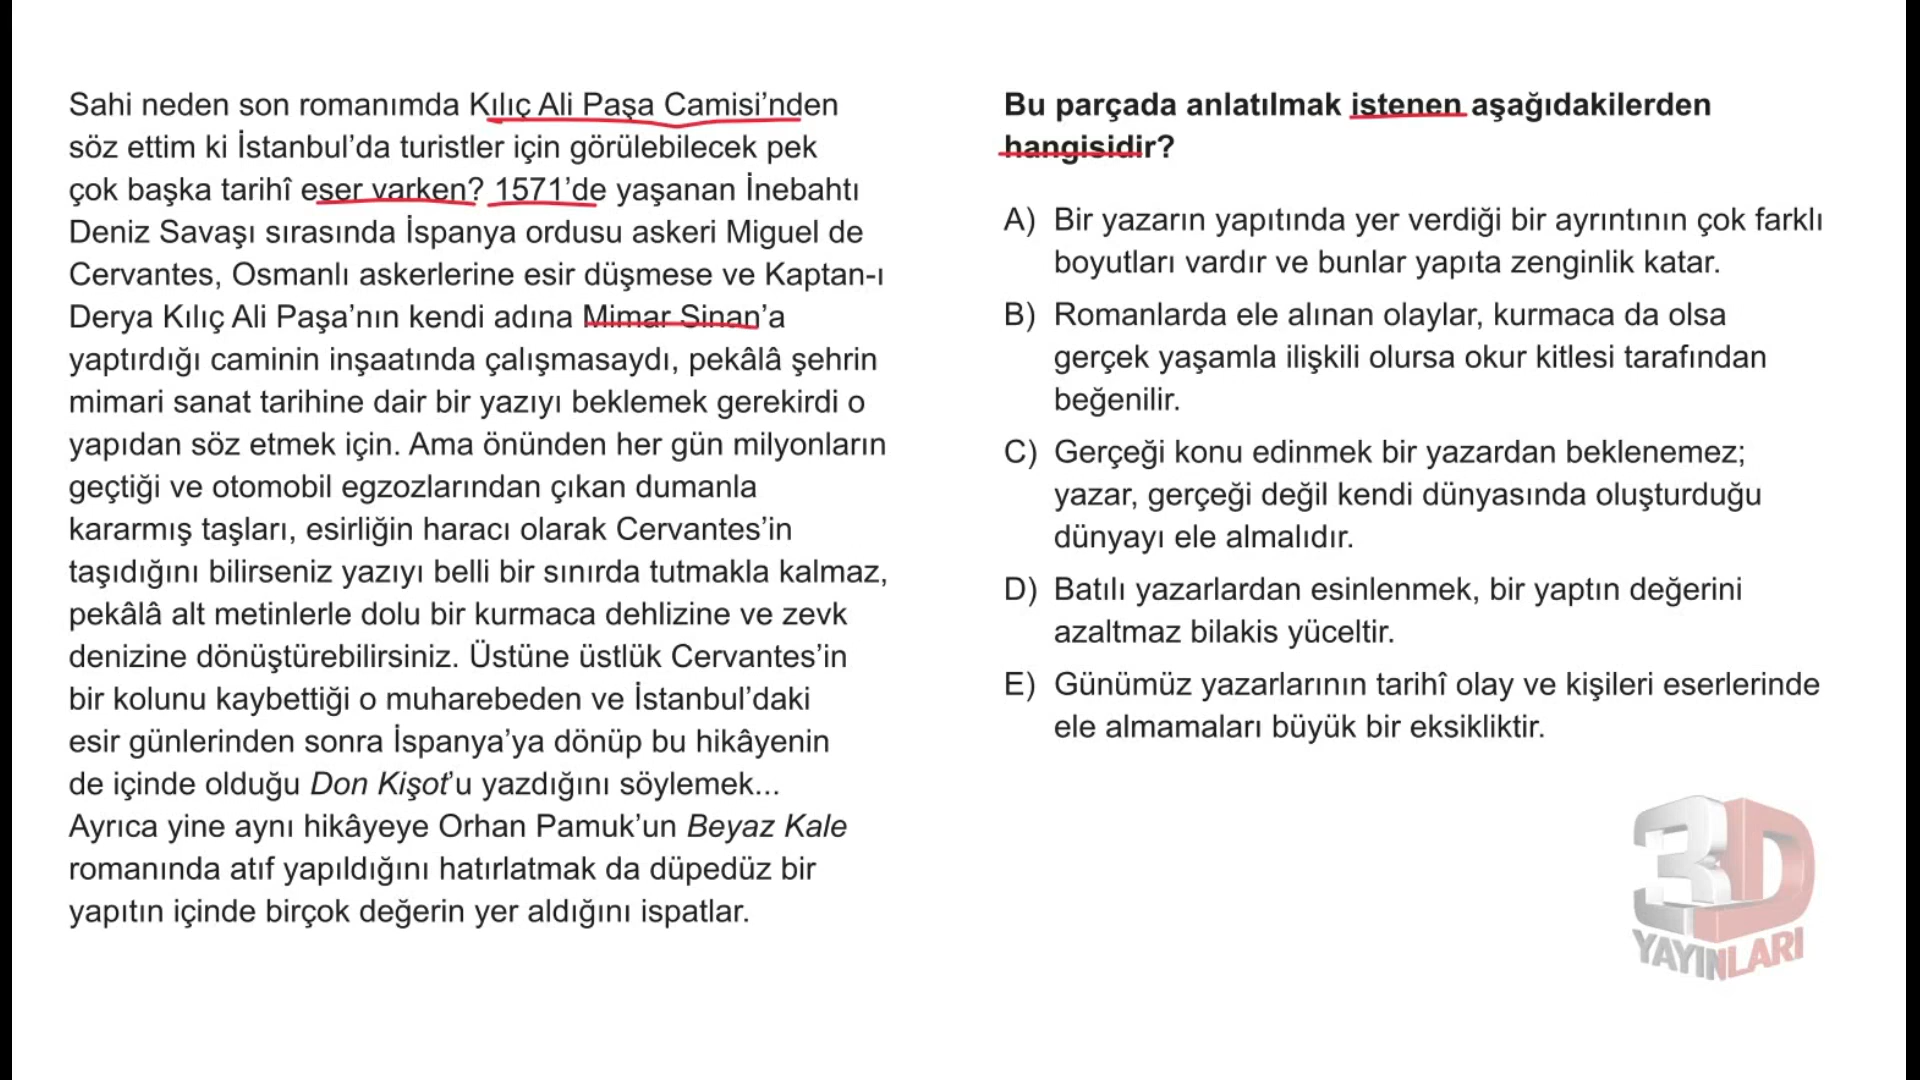 Sahi neden son romanımda Kılıç Ali Paşa Camisi’nden
söz ettim ki İstanbul’da turistler için görülebilecek pek
çok başka tarihî eser varken? 1571’de yaşanan İnebahtı
Deniz Savaşı sırasında İspanya ordusu askeri Miguel de
Cervantes, Osmanlı askerlerine esir düşmese ve Kaptan-ı
Derya Kılıç Ali Paşa’nın kendi adına Mimar Sinan’a
yaptırdığı caminin inşaatında çalışmasaydı, pekâlâ şehrin
mimari sanat tarihine dair bir yazıyı beklemek gerekirdi o
yapıdan söz etmek için. Ama önünden her gün milyonların
geçtiği ve otomobil egzozlarından çıkan dumanla
kararmış taşları, esirliğin haracı olarak Cervantes’in
taşıdığını bilirseniz yazıyı belli bir sınırda tutmakla kalmaz,
pekâlâ alt metinlerle dolu bir kurmaca dehlizine ve zevk
denizine dönüştürebilirsiniz. Üstüne üstlük Cervantes’in
bir kolunu kaybettiği o muharebeden ve İstanbul’daki
esir günlerinden sonra İspanya’ya dönüp bu hikâyenin
de içinde olduğu Don Kişot’u yazdığını söylemek...
Ayrıca yine aynı hikâyeye Orhan Pamuk’un Beyaz Kale
romanında atıf yapıldığını hatırlatmak da düpedüz bir
yapıtın içinde birçok değerin yer aldığını ispatlar.
Bu parçada anlatılmak istenen aşağıdakilerden
hangisidir?
A) Bir yazarın yapıtında yer verdiği bir ayrıntının çok farklı
boyutları vardır ve bunlar yapıta zenginlik katar.
B) Romanlarda ele alınan olaylar, kurmaca da olsa
gerçek yaşamla ilişkili olursa okur kitlesi tarafından
beğenilir.
C) Gerçeği konu edinmek bir yazardan beklenemez;
yazar, gerçeği değil kendi dünyasında oluşturduğu
dünyayı ele almalıdır.
D) Batılı yazarlardan esinlenmek, bir yaptın değerini
azaltmaz bilakis yüceltir.
E) Günümüz yazarlarının tarihî olay ve kişileri eserlerinde
ele almamaları büyük bir eksikliktir.
3D
YAYINLARI